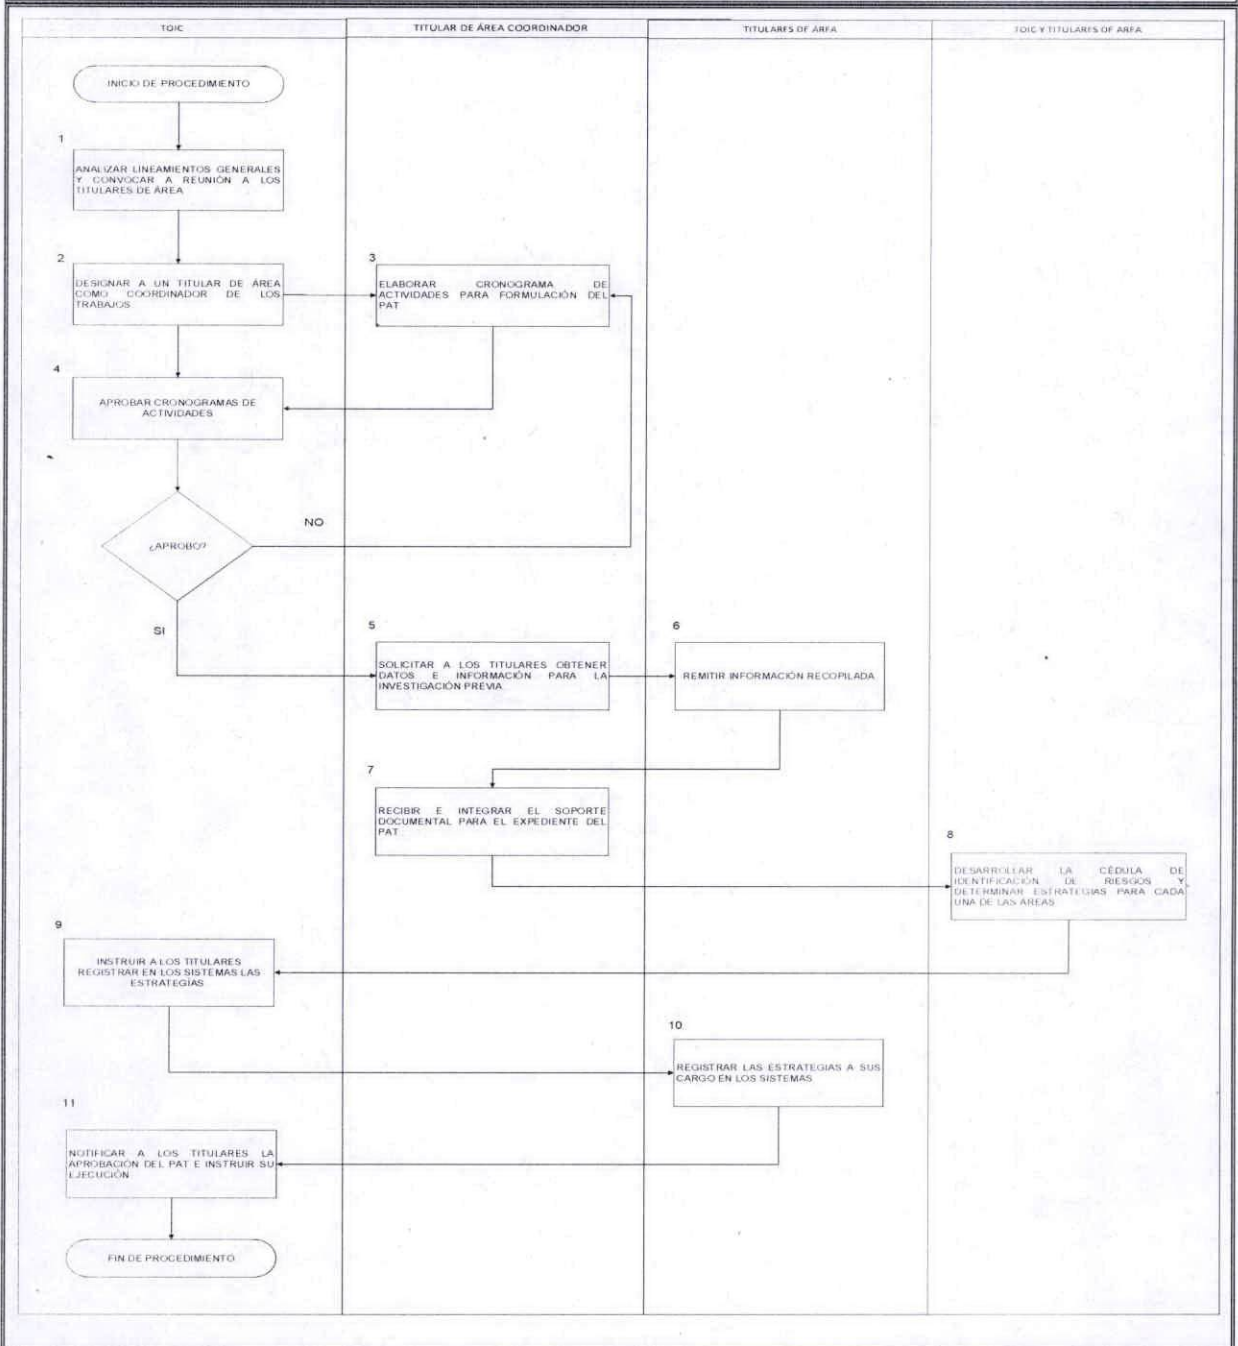 TOIC
TITULAR DE ÁREA COORDINADOR
TITULARES DE ÁREA
TOIC Y TITULARES DE ÁREA
INICIO DE PROCEDIMIENTO
1
ANALIZAR LINEAMIENTOS GENERALES
Y CONVOCAR A REUNIÓN A LOS
TITULARES DE ÁREA
2
DESIGNAR A UN TITULAR DE ÁREA
COMO COORDINADOR DE LOS
TRABAJOS
3
ELABORAR CRONOGRAMA DE
ACTIVIDADES PARA FORMULACIÓN DEL
PAT
4
APROBAR CRONOGRAMAS DE
ACTIVIDADES
¿APROBO?
NO
SI
5
SOLICITAR A LOS TITULARES OBTENER
DATOS E INFORMACIÓN PARA LA
INVESTIGACIÓN PREVIA
6
REMITIR INFORMACIÓN RECOPILADA
7
RECIBIR E INTEGRAR EL SOPORTE
DOCUMENTAL PARA EL EXPEDIENTE DEL
PAT
8
DESARROLLAR LA CÉDULA DE
IDENTIFICACIÓN DE RIESGOS Y
DETERMINAR ESTRATEGIAS PARA CADA
UNA DE LAS ÁREAS
9
INSTRUIR A LOS TITULARES
REGISTRAR EN LOS SISTEMAS LAS
ESTRATEGÍAS
10
REGISTRAR LAS ESTRATEGIAS A SUS
CARGO EN LOS SISTEMAS
11
NOTIFICAR A LOS TITULARES LA
APROBACIÓN DEL PAT E INSTRUIR SU
EJECUCIÓN
FIN DE PROCEDIMIENTO